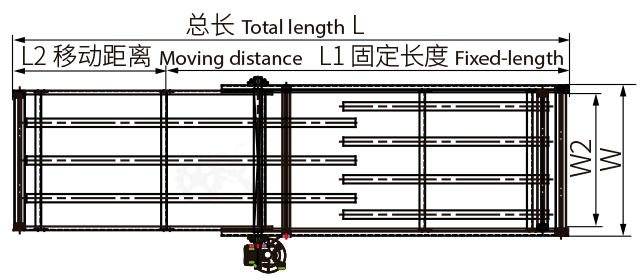 总长 Total length L
L2 移动距离 Moving distance L1 固定长度 Fixed-length
W2
W